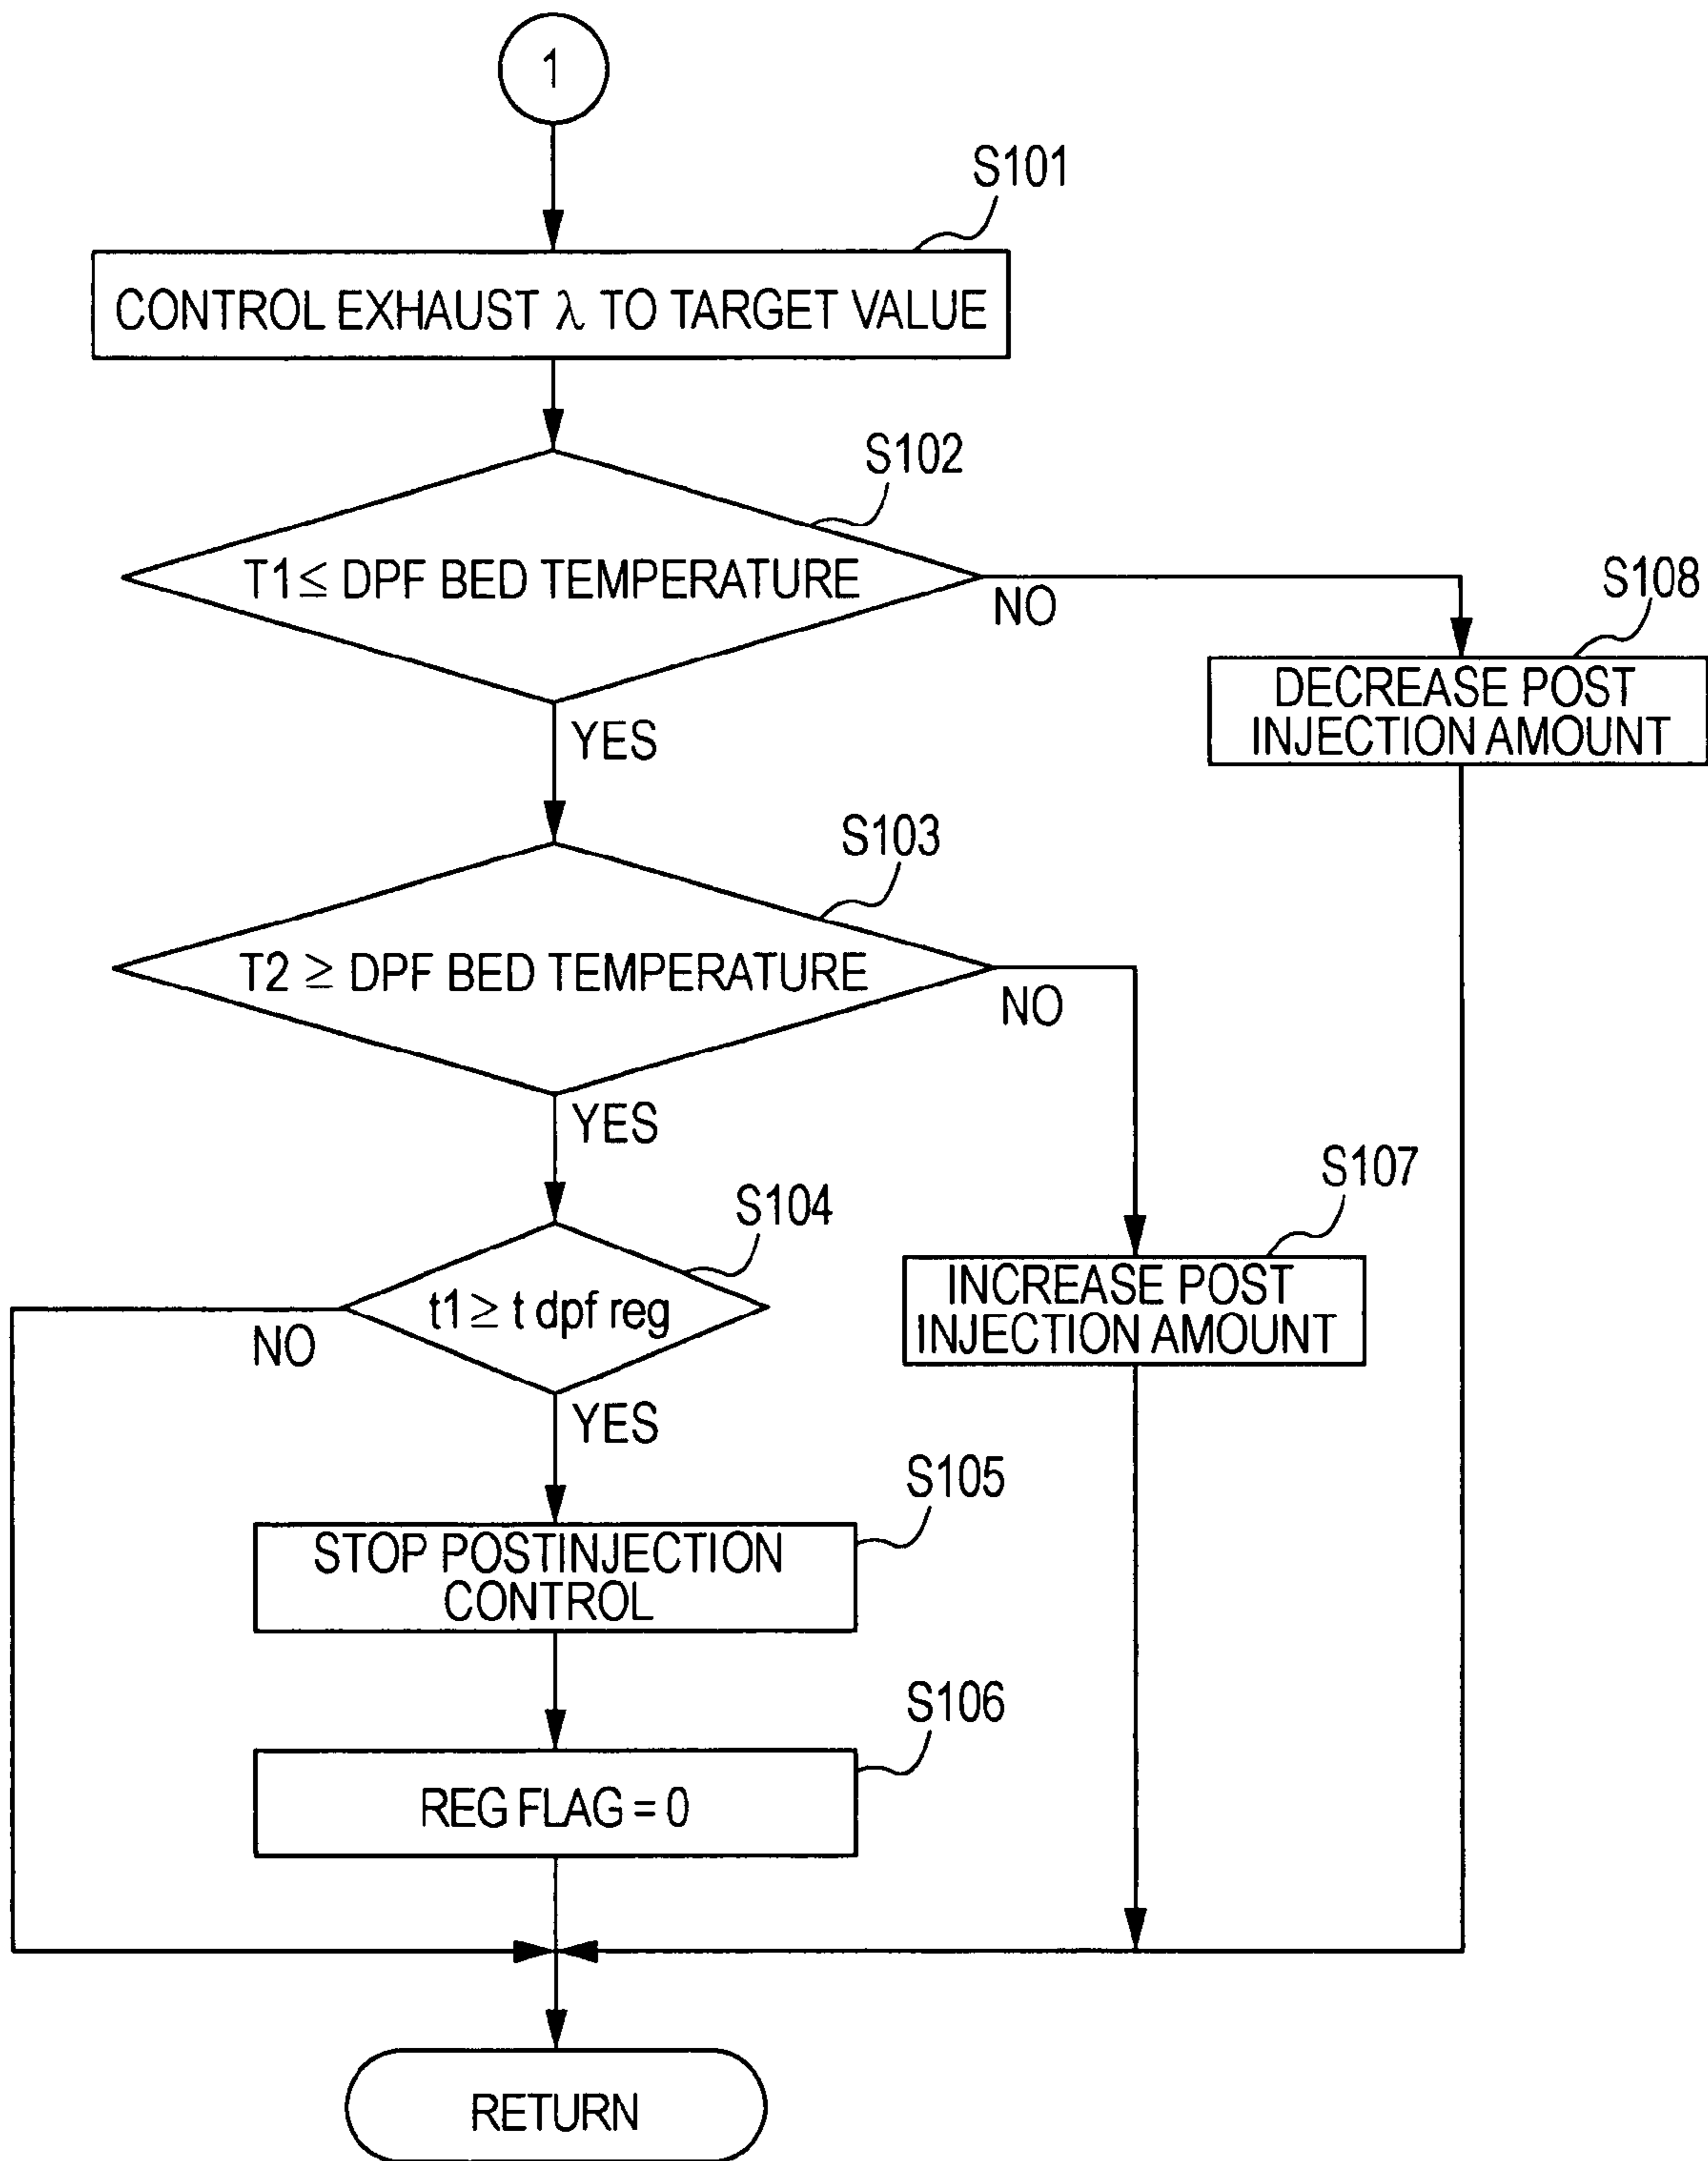 1
S101
CONTROL EXHAUST λ TO TARGET VALUE
S102
T1≤ DPF BED TEMPERATURE
NO
S108
DECREASE POST
INJECTION AMOUNT
YES
S103
T2 ≥ DPF BED TEMPERATURE
NO
YES
S104
t1 ≥ t dpf reg
NO
S107
INCREASE POST
INJECTION AMOUNT
YES
S105
STOP POSTINJECTION
CONTROL
S106
REG FLAG = 0
RETURN